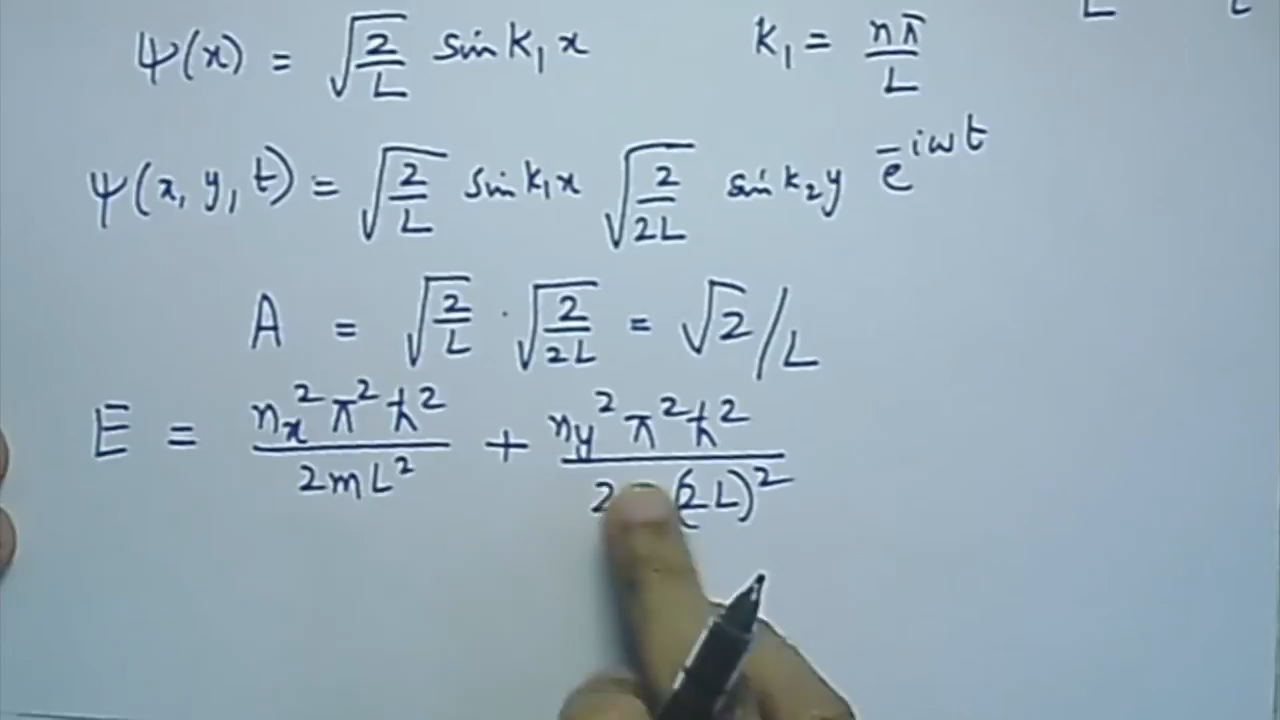 ψ(x) = √(2/L) sin k₁x    k₁ = nπ/L
ψ(x, y, t) = √(2/L) sin k₁x √(2/2L) sin k₂y e^-iωt
A = √(2/L) · √(2/2L) = √2/L
E = nₓ²π²ħ²/2mL² + n_y²π²ħ²/2 (2L)²